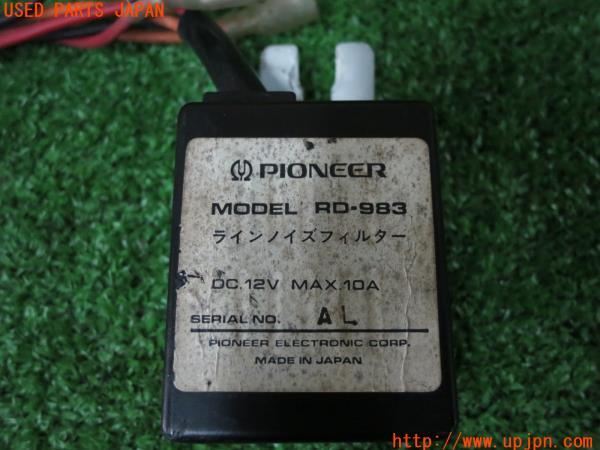 USED PARTS JAPAN
PIONEER
MODEL RD-983
ラインノイズフィルター
DC.12V MAX.10A
SERIAL NO. AL
PIONEER ELECTRONIC CORP.
MADE IN JAPAN
http://www.upjpn.com/